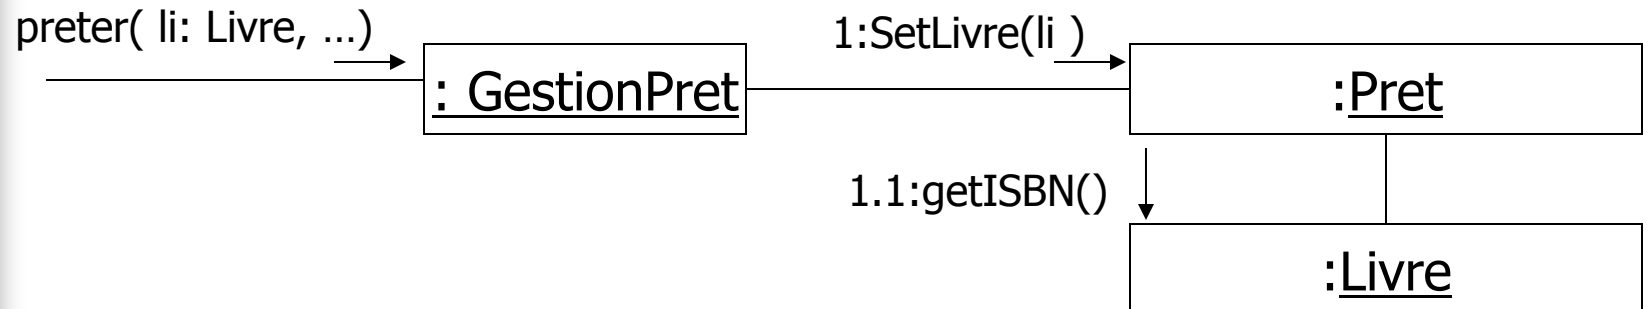 preter( li: Livre, ...)
1:SetLivre(li )
: GestionPret
:Pret
1.1:getISBN()
:Livre